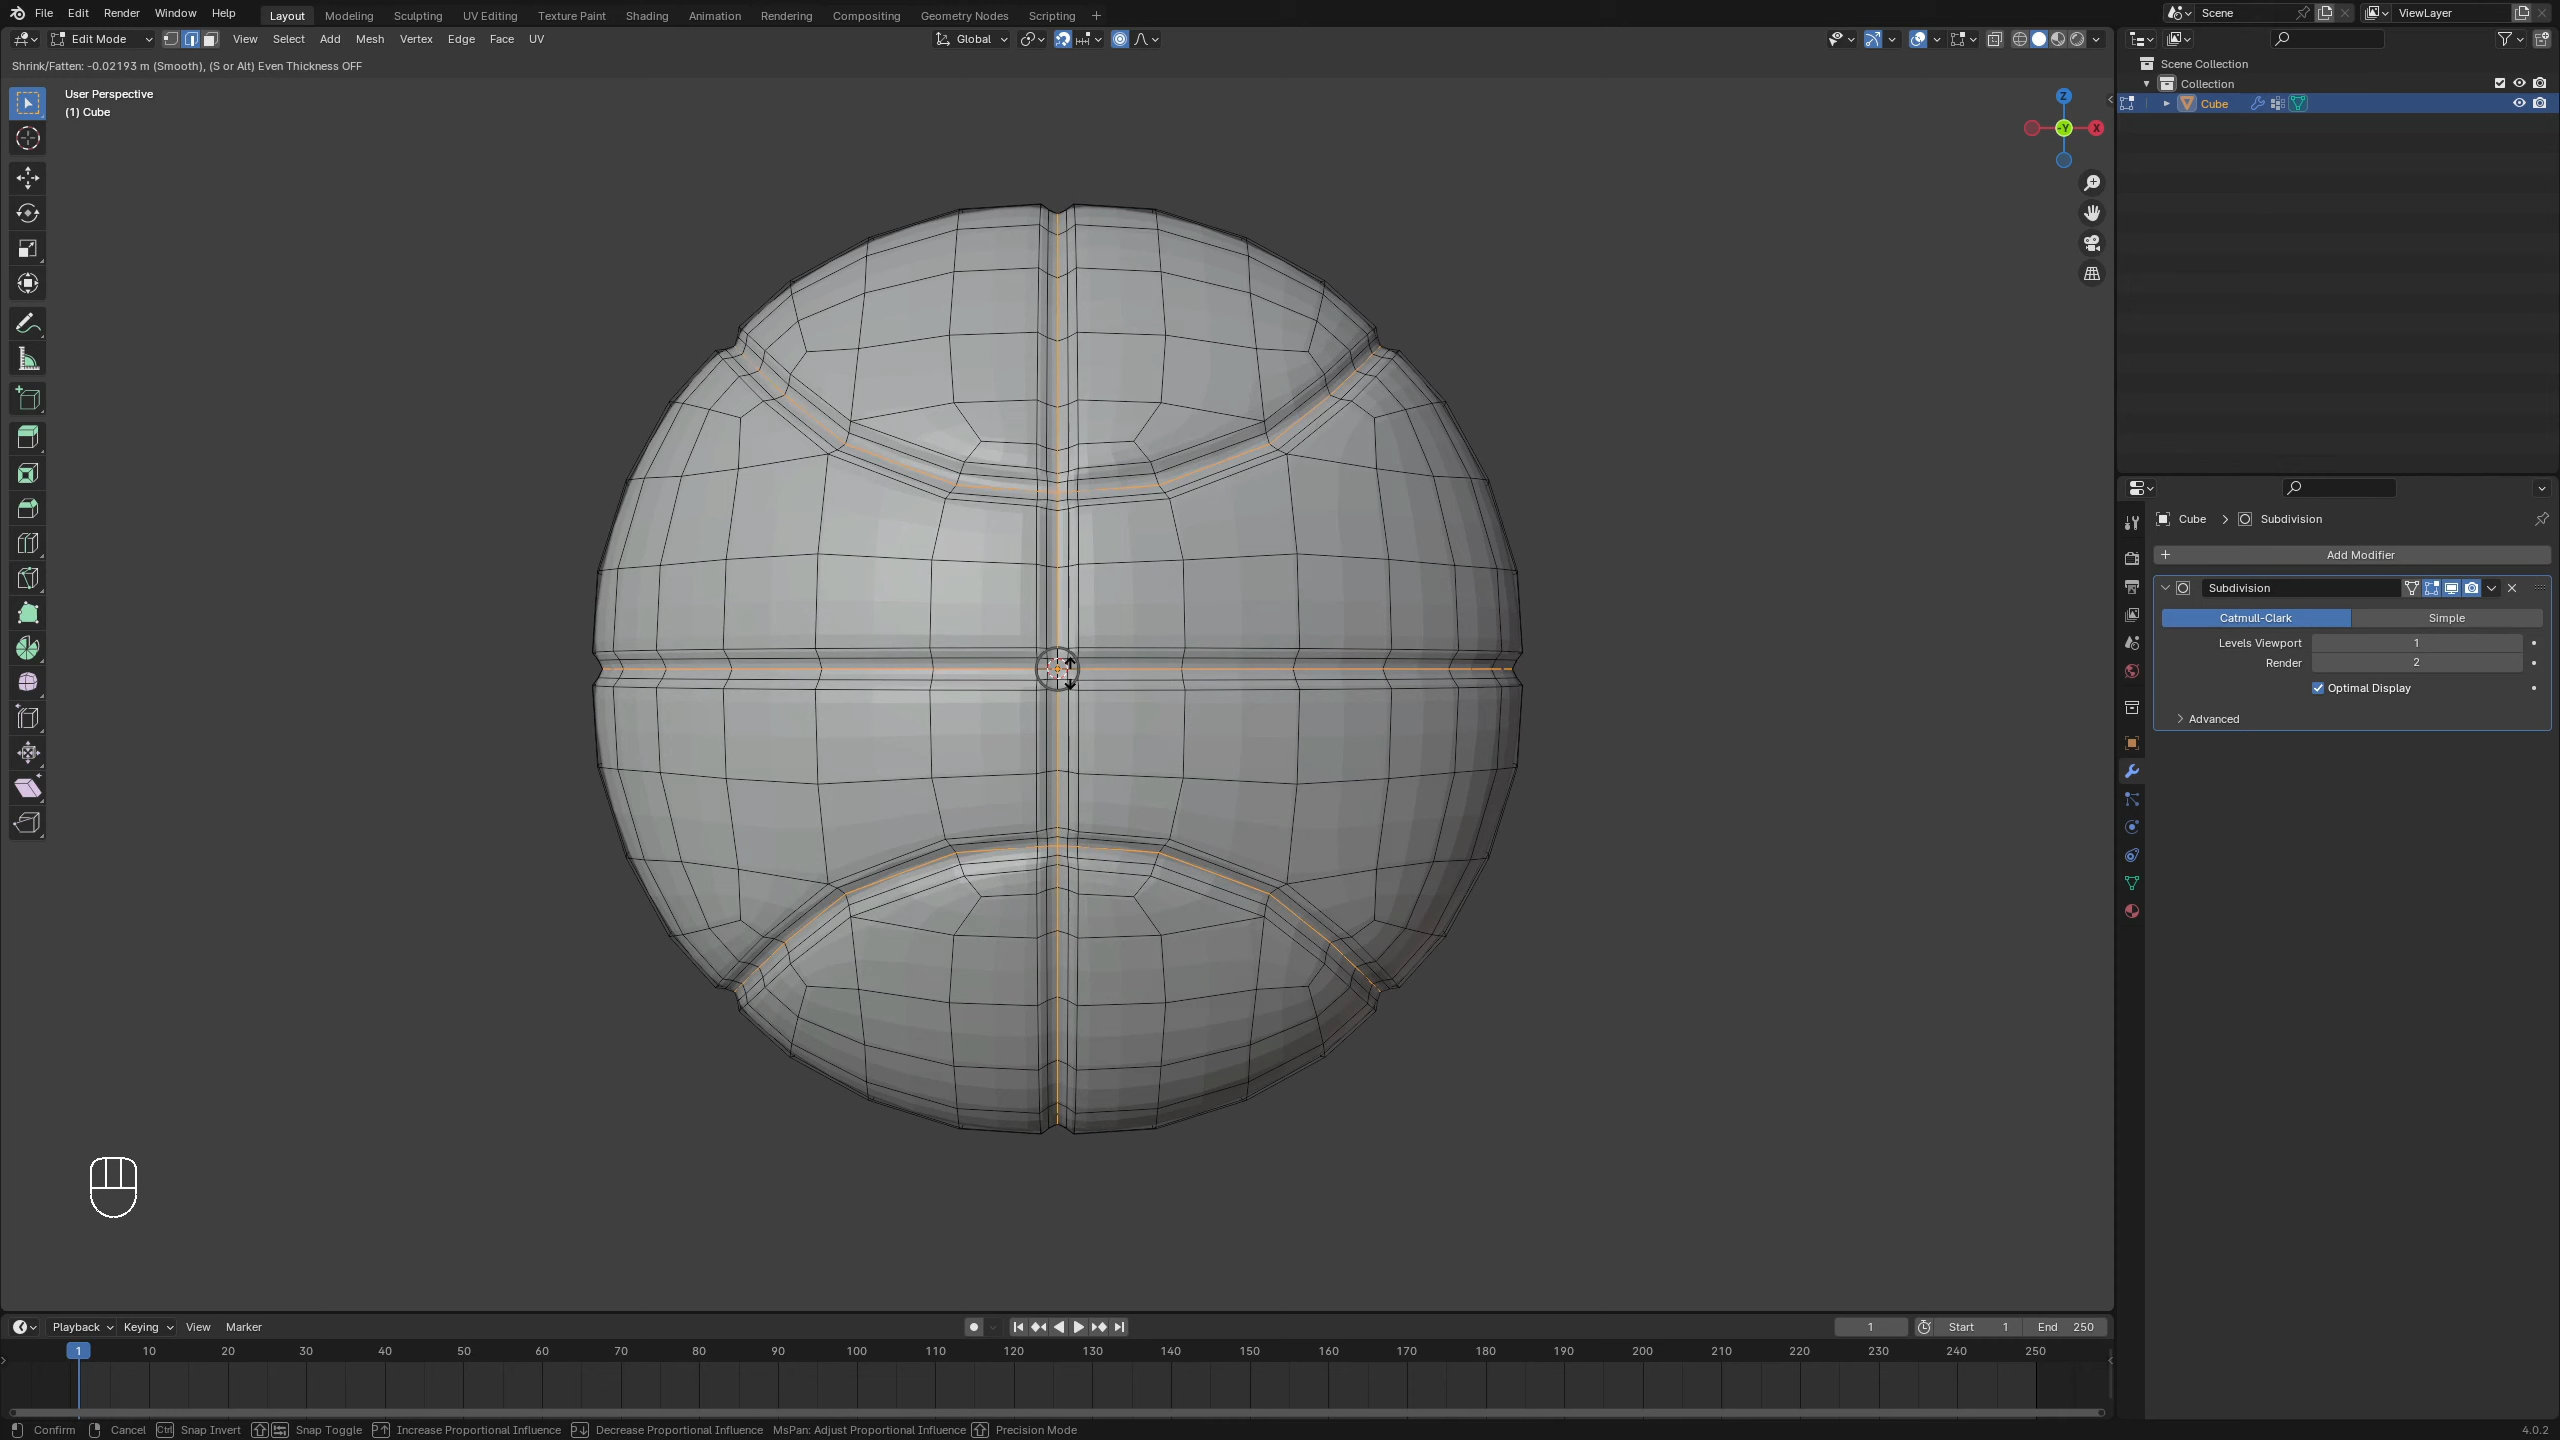 File Edit Render Window Help Layout Modeling Sculpting UV Editing Texture Paint Shading Animation Rendering Compositing Geometry Nodes Scripting + Scene ViewLayer
Edit Mode View Select Add Mesh Vertex Edge Face UV Global
Shrink/Fatten: -0.02193 m (Smooth), (S or Alt) Even Thickness OFF
User Perspective
(1) Cube
Z
-Y X
Scene Collection
Collection
Cube
Cube > Subdivision
+ Add Modifier
Subdivision
Catmull-Clark Simple
Levels Viewport 1
Render 2
Optimal Display
Advanced
Playback Keying View Marker 1 Start 1 End 250
1 10 20 30 40 50 60 70 80 90 100 110 120 130 140 150 160 170 180 190 200 210 220 230 240 250
Confirm Cancel Ctrl Snap Invert Snap Toggle Increase Proportional Influence Decrease Proportional Influence MsPan: Adjust Proportional Influence Precision Mode 4.0.2